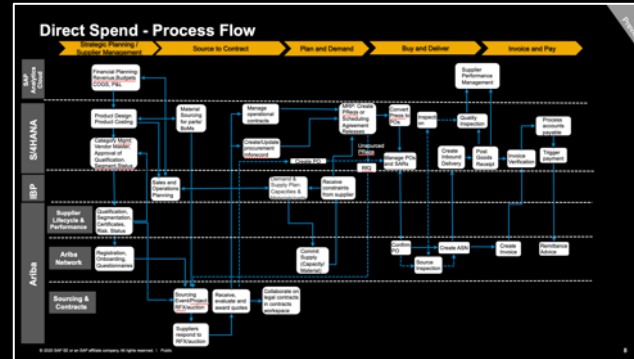 Direct Spend - Process Flow
Strategic Planning /
Supplier Management
Source to Contract
Plan and Demand
Buy and Deliver
Invoice and Pay
SAP
Analytics
Cloud
Financial Planning
Revenue,Budgets
COGS, P&L
Supplier
Performance
Management
S/4HANA
Product Design
Product Costing
Material
Sourcing for
parts/
BoMs
Manage
operational
contracts
MRP, Create
PReqs or
Scheduling
Agreement
Releases
Convert
Preqs to
POs
Inspecti
on
Quality
Inspection
Process
accounts
payable
Category Mgmt.
Vendor Master,
Approval of
Qualification
Segment Status
Create/Update
procurement
Inforecord
Create PO
Unsourced
PReqs
RfQ
Manage POs
and SARs
Create
Inbound
Delivery
Post
Goods
Receipt
Invoice
Verification
Trigger
payment
IBP
Sales and
Operations
Planning
Demand &
Supply Plan:
Capacities &
Receive
constraints
from supplier
Ariba
Supplier
Lifecycle &
Performance
Qualification,
Segmentation,
Certificates,
Risk Status
Ariba
Network
Registration,
Onboarding,
Questionnaires
Commit
Supply
(Capacity/
Material)
Confirm
PO
Create ASN
Source
Inspection
Create
Invoice
Remittance
Advice
Sourcing &
Contracts
Sourcing
Event/Project
RFX/auction
Receive,
evaluate and
award quotes
Collaborate on
legal contracts
in contracts
workspace
Suppliers
respond to
RFX/auction
© 2020 SAP SE or an SAP affiliate company. All rights reserved. | Public
8